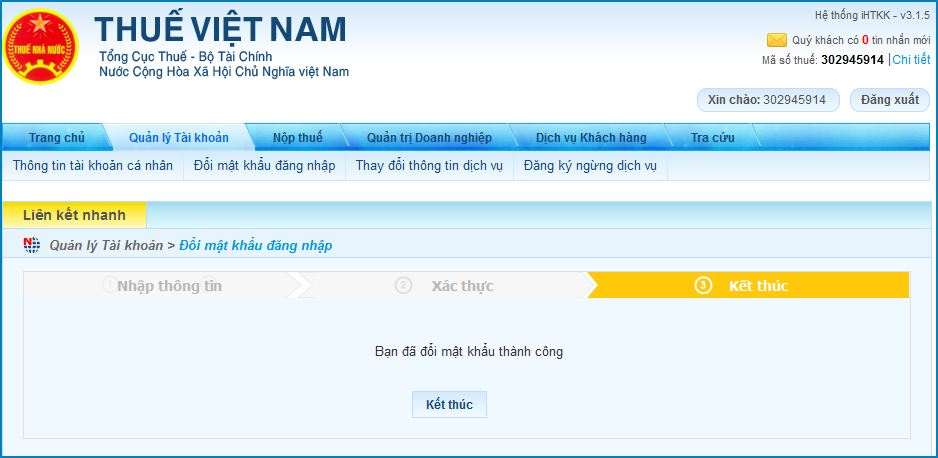 THUẾ NHÀ NƯỚC
THUẾ VIỆT NAM
Tổng Cục Thuế - Bộ Tài Chính
Nước Cộng Hòa Xã Hội Chủ Nghĩa việt Nam
Hệ thống iHTKK - v3.1.5
Quý khách có 0 tin nhắn mới
Mã số thuế: 302945914 | Chi tiết
Xin chào: 302945914 Đăng xuất
Trang chủ Quản lý Tài khoản Nộp thuế Quản trị Doanh nghiệp Dịch vụ Khách hàng Tra cứu
Thông tin tài khoản cá nhân Đổi mật khẩu đăng nhập Thay đổi thông tin dịch vụ Đăng ký ngừng dịch vụ
Liên kết nhanh
Quản lý Tài khoản > Đổi mật khẩu đăng nhập
1 Nhập thông tin 2 Xác thực 3 Kết thúc
Bạn đã đổi mật khẩu thành công
Kết thúc